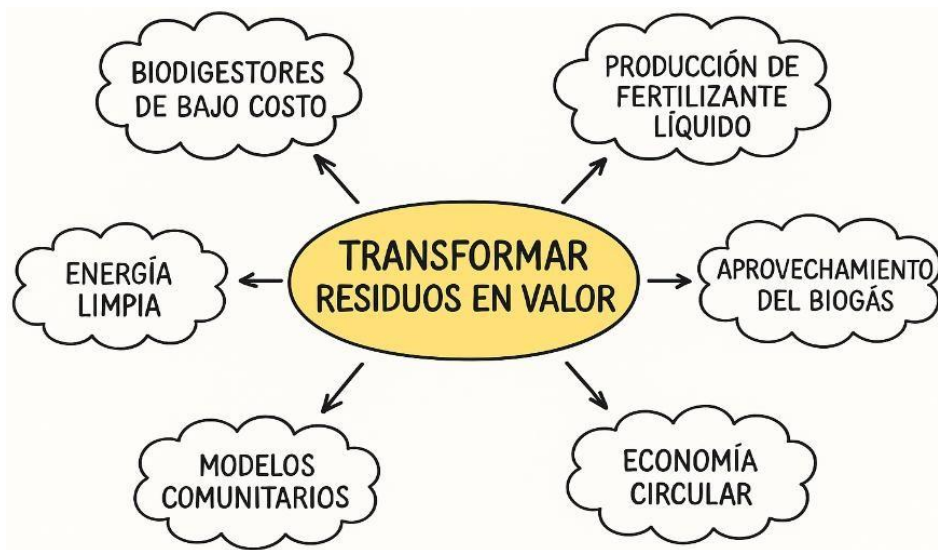 BIODIGESTORES
DE BAJO COSTO
PRODUCCIÓN DE
FERTILIZANTE
LÍQUIDO
TRANSFORMAR
RESIDUOS EN VALOR
ENERGÍA
LIMPIA
APROVECHAMIENTO
DEL BIOGÁS
MODELOS
COMUNITARIOS
ECONOMÍA
CIRCULAR